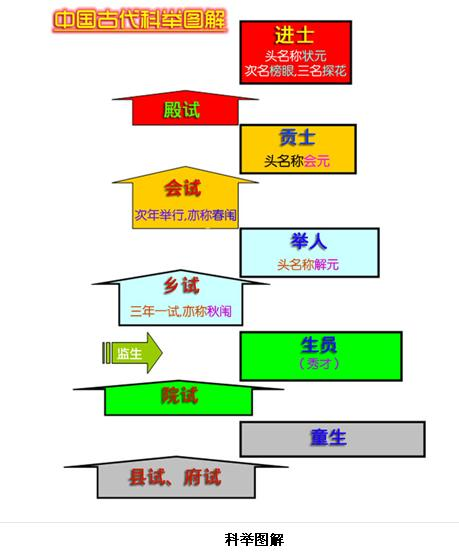 中国古代科举图解
进士
头名称状元
次名榜眼,三名探花
殿试
贡士
头名称会元
会试
次年举行,亦称春闱
举人
头名称解元
乡试
三年一试,亦称秋闱
监生
生员
（秀才）
院试
童生
县试、府试
科举图解